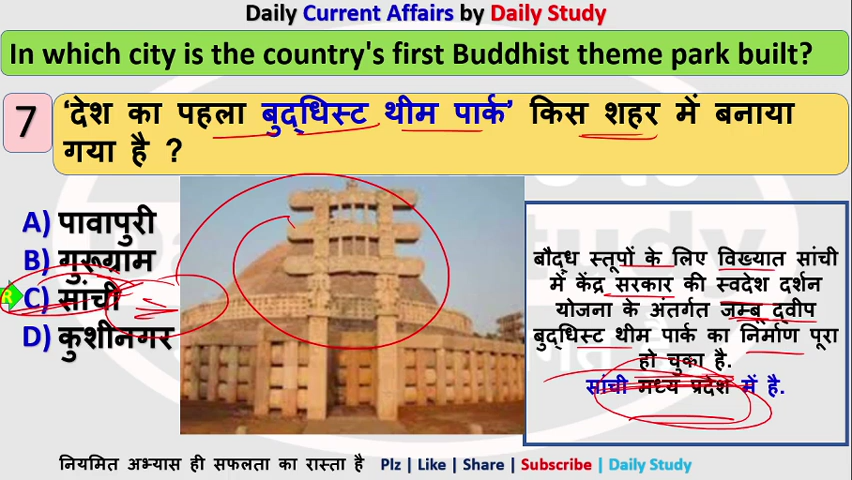 Daily Current Affairs by Daily Study
In which city is the country's first Buddhist theme park built?
7
‘देश का पहला बुद्धिस्ट थीम पार्क’ किस शहर में बनाया
गया है ?
A) पावापुरी
B) गुरूग्राम
C) सांची
D) कुशीनगर
बौद्ध स्तूपों के लिए विख्यात सांची
में केंद्र सरकार की स्वदेश दर्शन
योजना के अंतर्गत जम्बू द्वीप
बुद्धिस्ट थीम पार्क का निर्माण पूरा
हो चुका है.
सांची मध्य प्रदेश में है.
नियमित अभ्यास ही सफलता का रास्ता है Plz | Like | Share | Subscribe | Daily Study